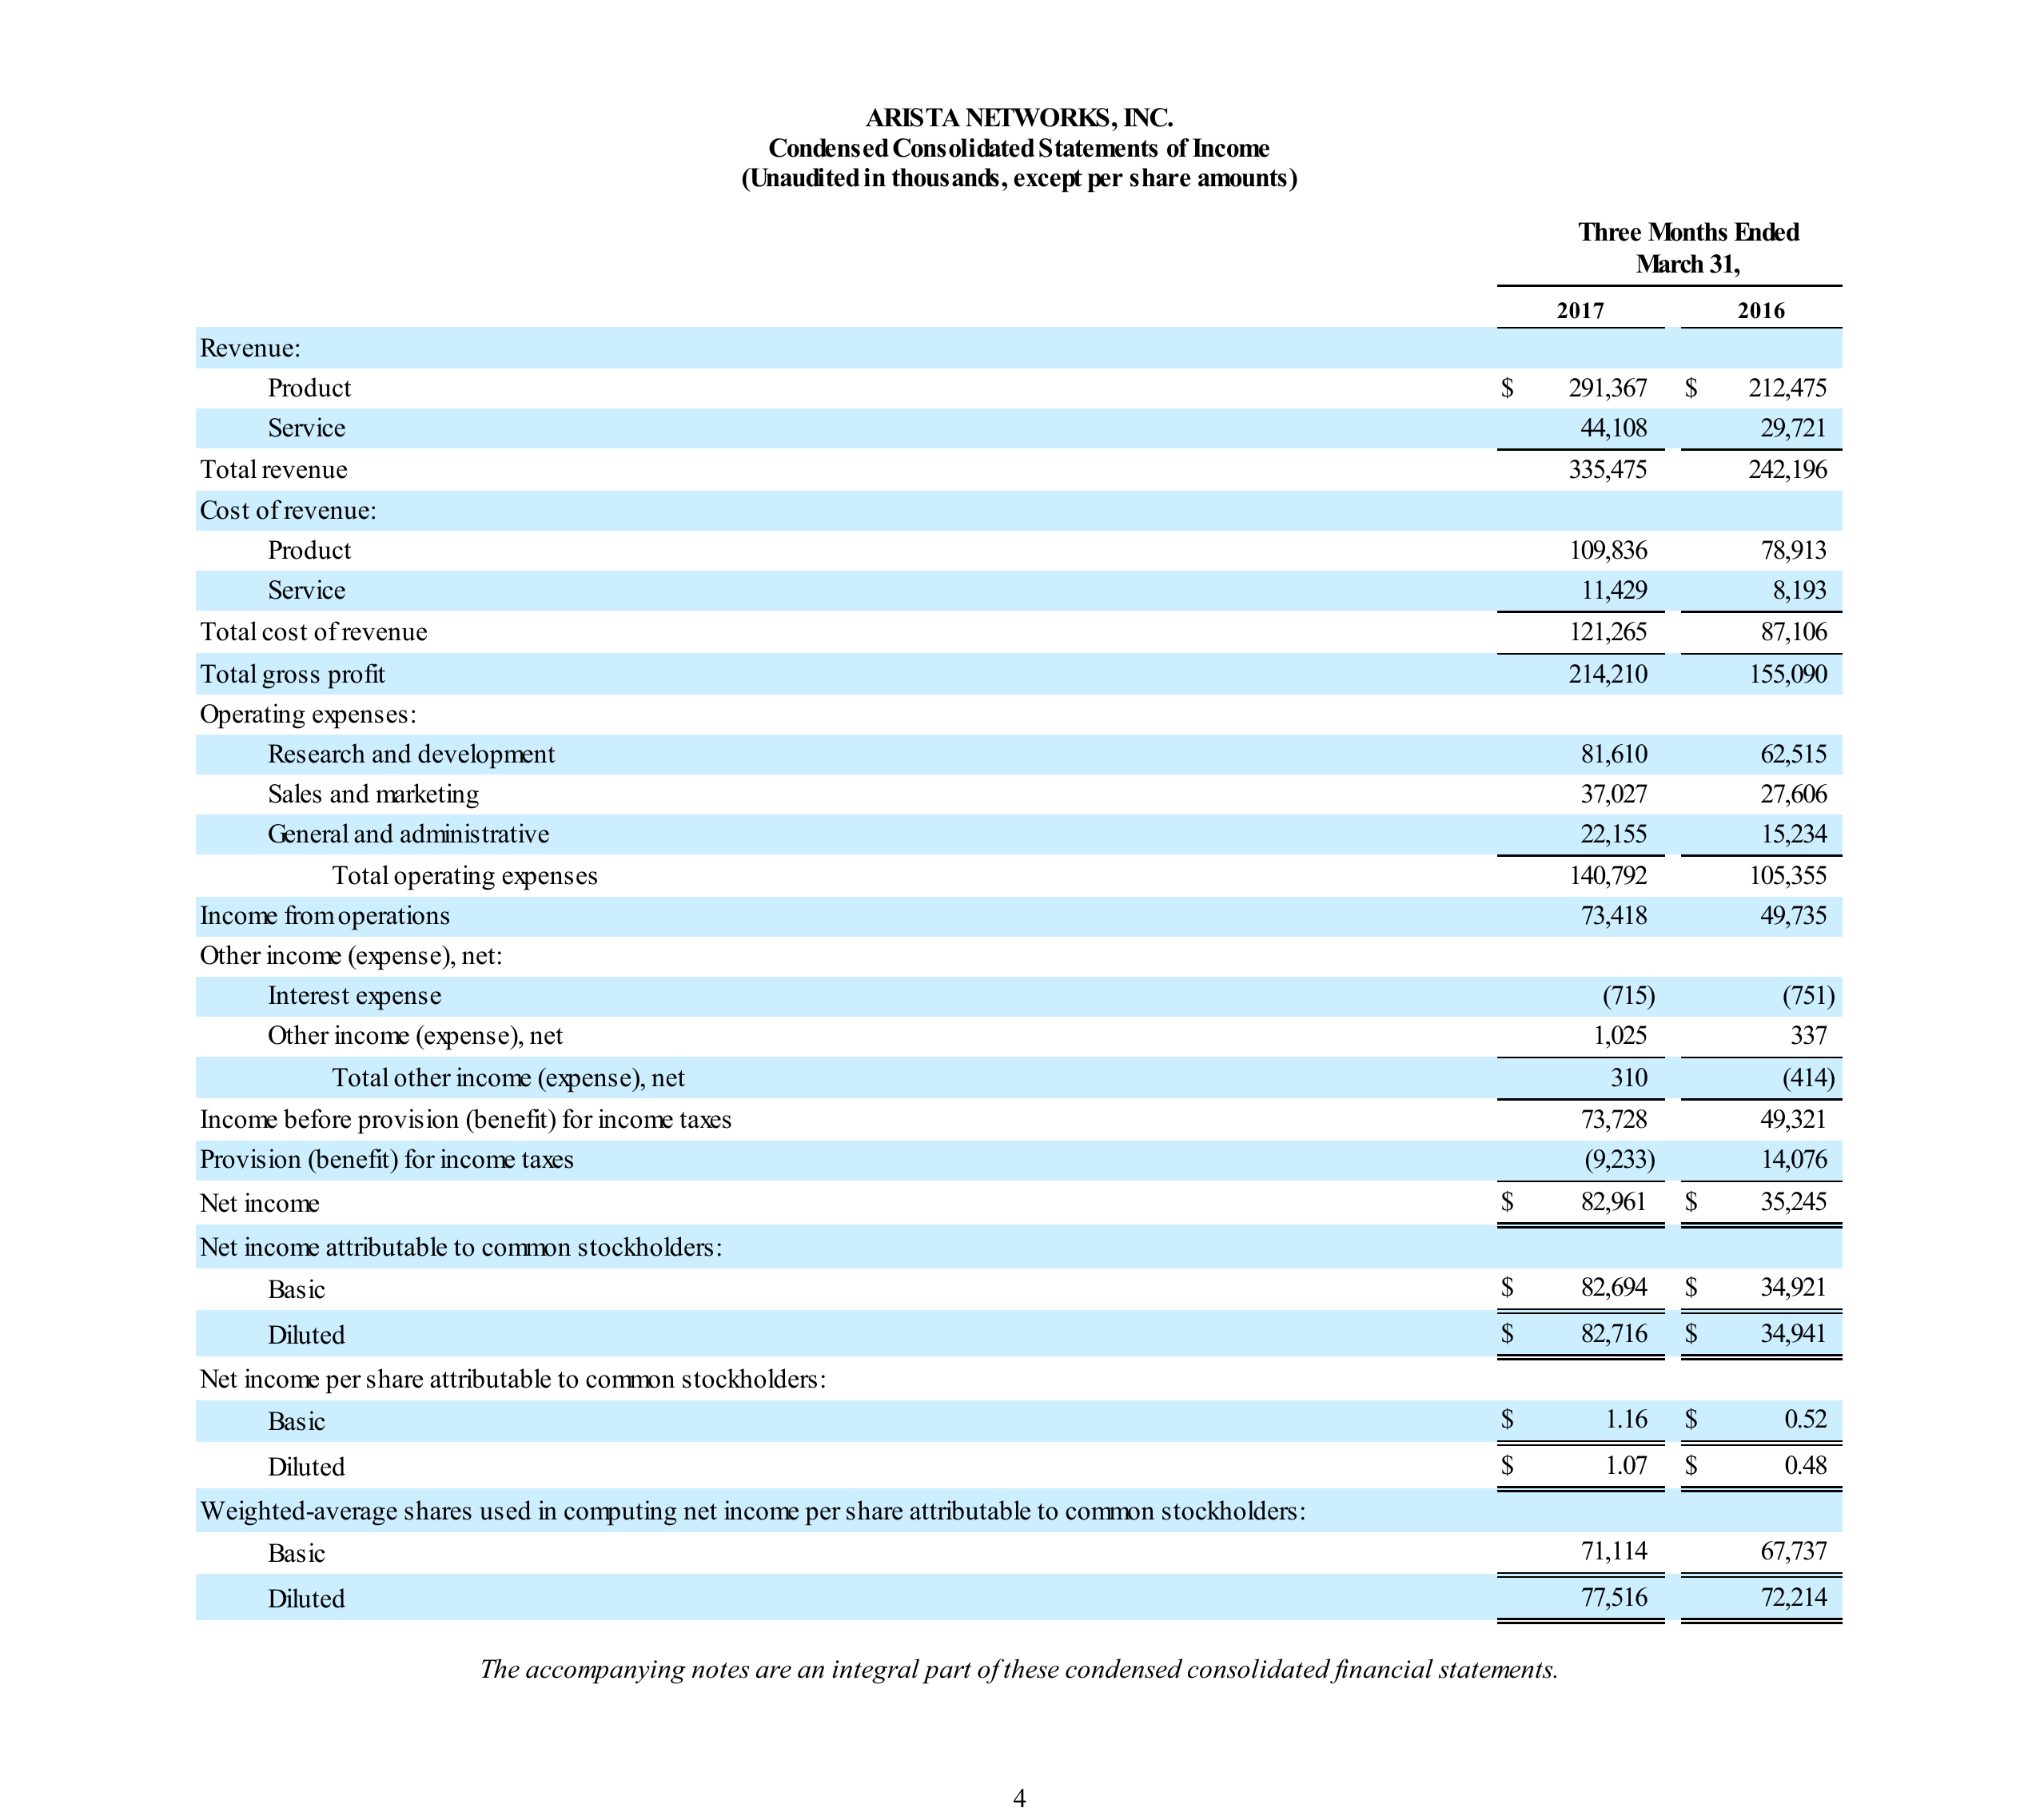 ARISTA NETWORKS, INC.
Condensed Consolidated Statements of Income
(Unaudited in thousands, except per share amounts)
Three Months Ended
March 31,
2017 2016
Revenue:
Product $ 291,367 $ 212,475
Service 44,108 29,721
Total revenue 335,475 242,196
Cost of revenue:
Product 109,836 78,913
Service 11,429 8,193
Total cost of revenue 121,265 87,106
Total gross profit 214,210 155,090
Operating expenses:
Research and development 81,610 62,515
Sales and marketing 37,027 27,606
General and administrative 22,155 15,234
Total operating expenses 140,792 105,355
Income from operations 73,418 49,735
Other income (expense), net:
Interest expense (715) (751)
Other income (expense), net 1,025 337
Total other income (expense), net 310 (414)
Income before provision (benefit) for income taxes 73,728 49,321
Provision (benefit) for income taxes (9,233) 14,076
Net income $ 82,961 $ 35,245
Net income attributable to common stockholders:
Basic $ 82,694 $ 34,921
Diluted $ 82,716 $ 34,941
Net income per share attributable to common stockholders:
Basic $ 1.16 $ 0.52
Diluted $ 1.07 $ 0.48
Weighted-average shares used in computing net income per share attributable to common stockholders:
Basic 71,114 67,737
Diluted 77,516 72,214
The accompanying notes are an integral part of these condensed consolidated financial statements.
4